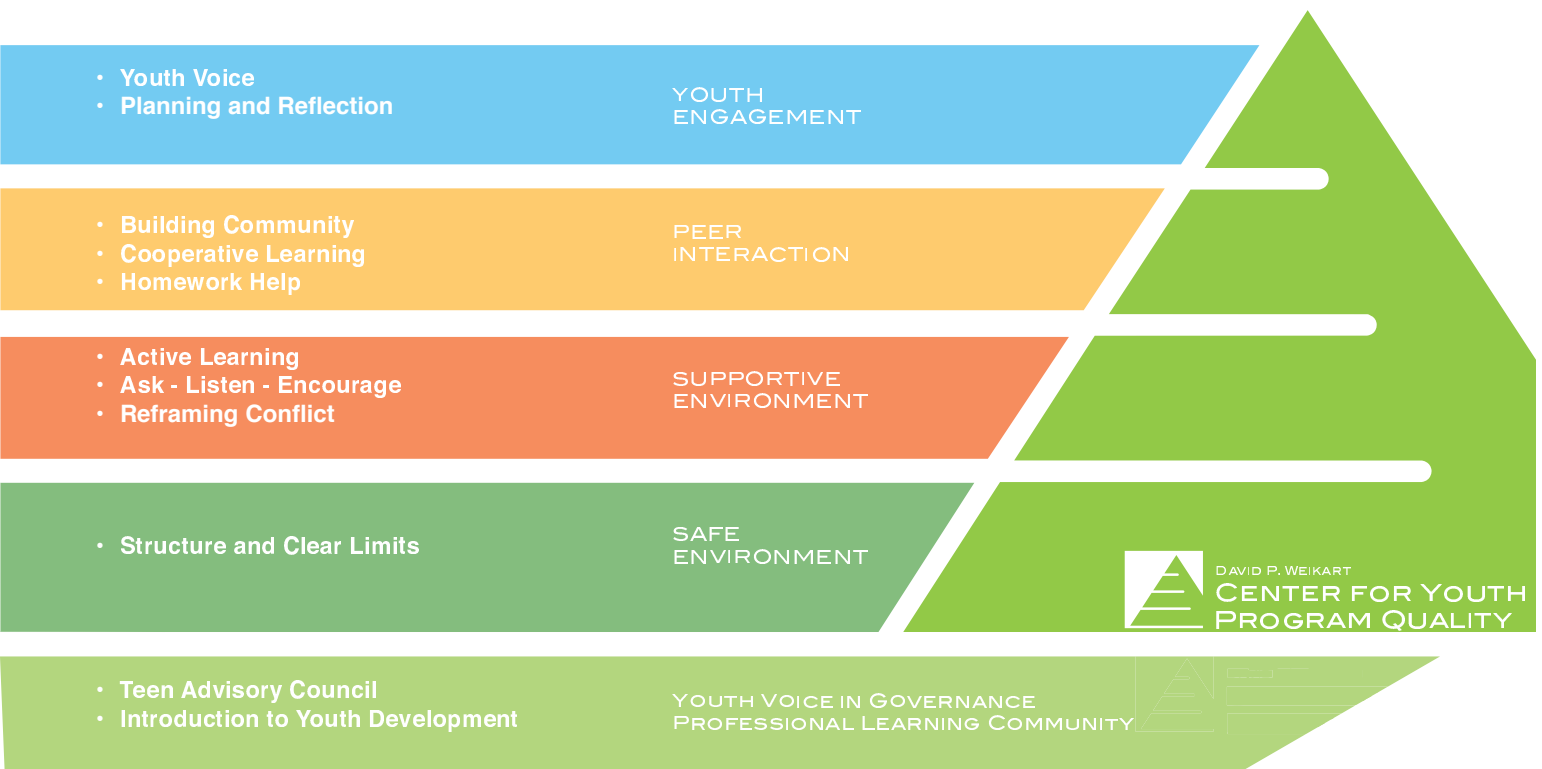 • Youth Voice
• Planning and Reflection
YOUTH
ENGAGEMENT
• Building Community
• Cooperative Learning
• Homework Help
PEER
INTERACTION
• Active Learning
• Ask - Listen - Encourage
• Reframing Conflict
SUPPORTIVE
ENVIRONMENT
• Structure and Clear Limits
SAFE
ENVIRONMENT
DAVID P. WEIKART
CENTER FOR YOUTH
PROGRAM QUALITY
• Teen Advisory Council
• Introduction to Youth Development
YOUTH VOICE IN GOVERNANCE
PROFESSIONAL LEARNING COMMUNITY